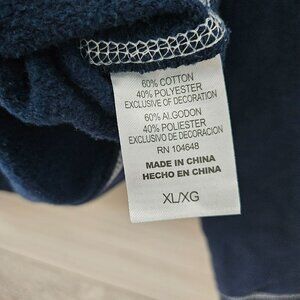 60% COTTON
40% POLYESTER
EXCLUSIVE OF DECORATION
60% ALGODON
40% POLIESTER
EXCUSIVO DE DECORACION
RN 104648
MADE IN CHINA
HECHO EN CHINA
XL/XG